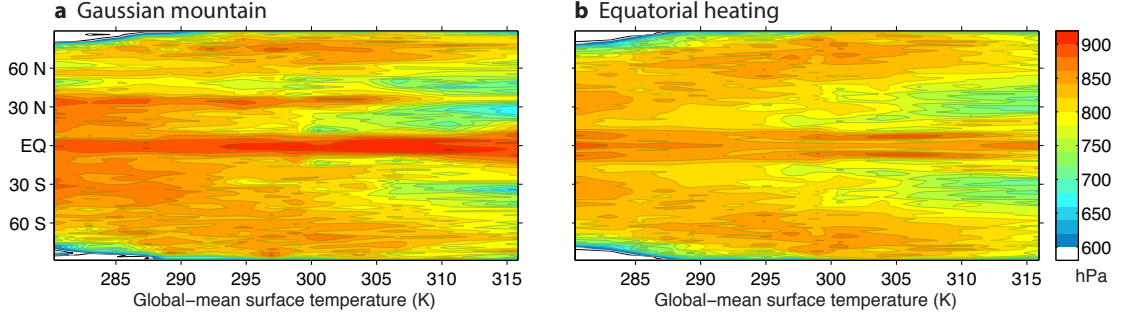 a Gaussian mountain
b Equatorial heating
60 N
30 N
EQ
30 S
60 S
285 290 295 300 305 310 315
Global−mean surface temperature (K)
285 290 295 300 305 310 315
Global−mean surface temperature (K)
900
850
800
750
700
650
600
hPa